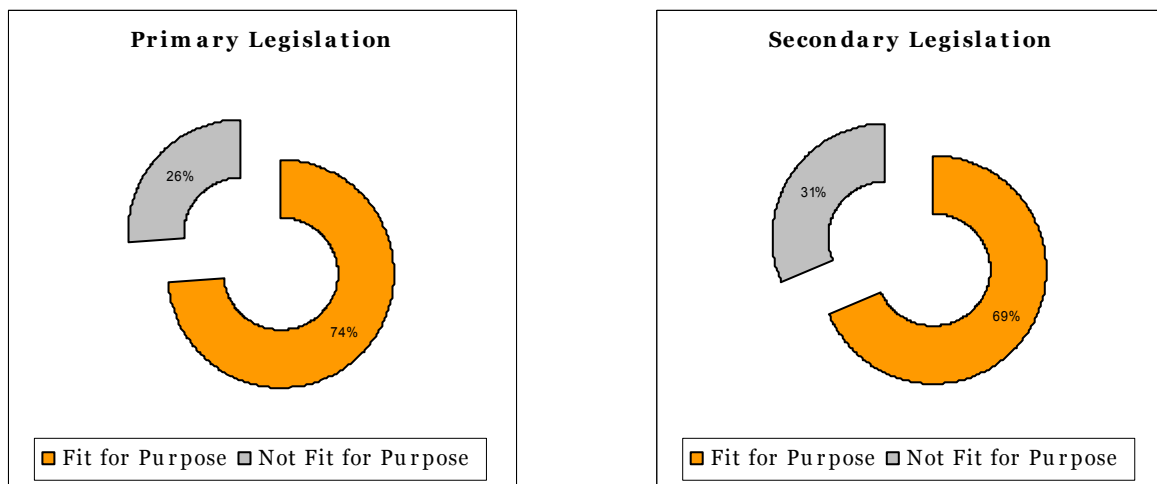 Primary Legislation
26%
74%
Fit for Purpose Not Fit for Purpose
Secondary Legislation
31%
69%
Fit for Purpose Not Fit for Purpose